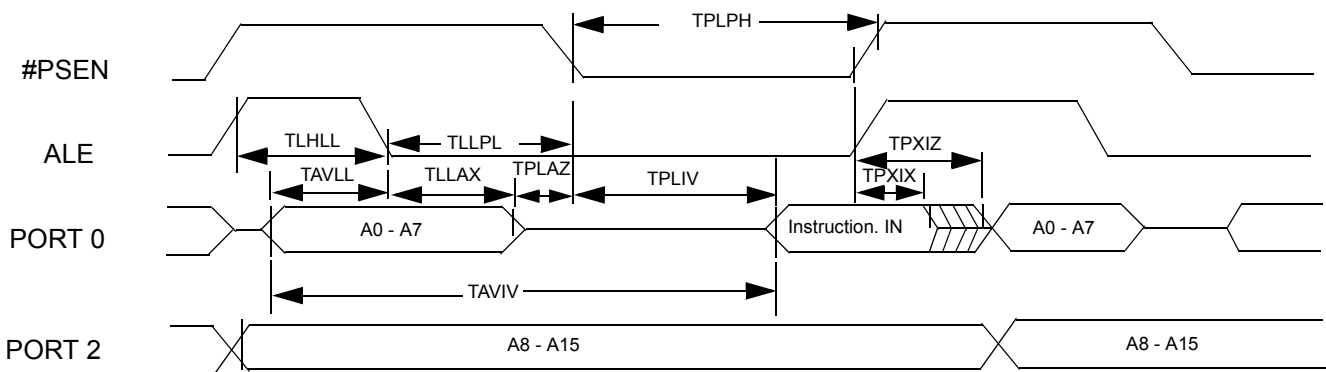 TPLPH
#PSEN
TLHLL
TLLPL
TPXIZ
ALE
TAVLL
TLLAX
TPLAZ
TPLIV
TPXIX
PORT 0
A0 - A7
Instruction. IN
A0 - A7
TAVIV
PORT 2
A8 - A15
A8 - A15